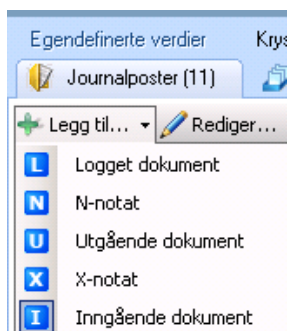 Egendefinerte verdier Krys
Journalposter (11)
Legg til... Rediger...
L Logget dokument
N N-notat
U Utgående dokument
X X-notat
I Inngående dokument